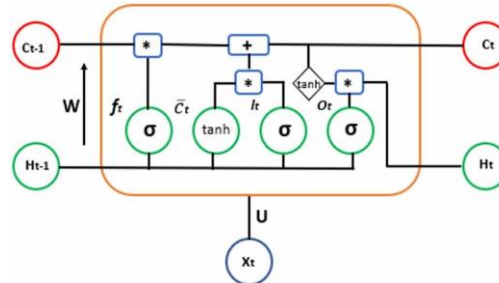 Ct-1 * + Ct
tanh *
W ft C̄t * It Ot
σ tanh σ σ
Ht-1 Ht
U
Xt